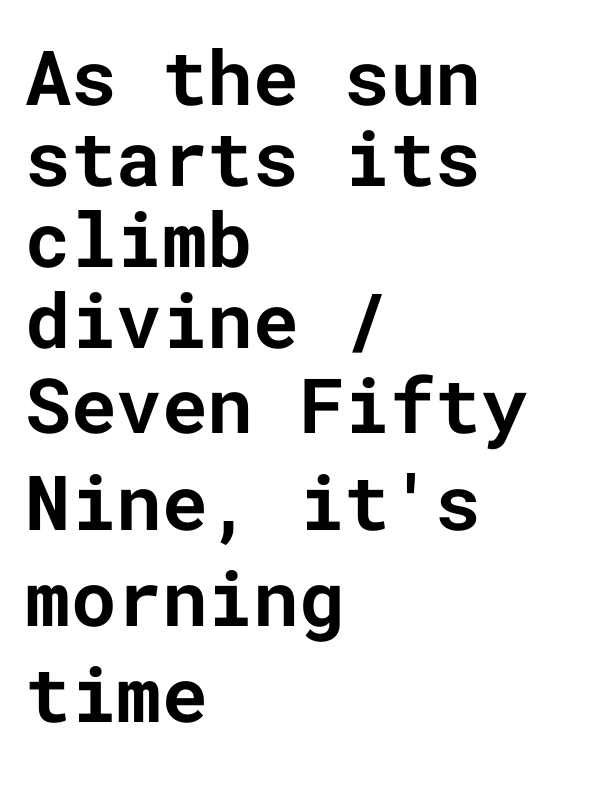 As the sun
starts its
climb
divine /
Seven Fifty
Nine, it's
morning
time